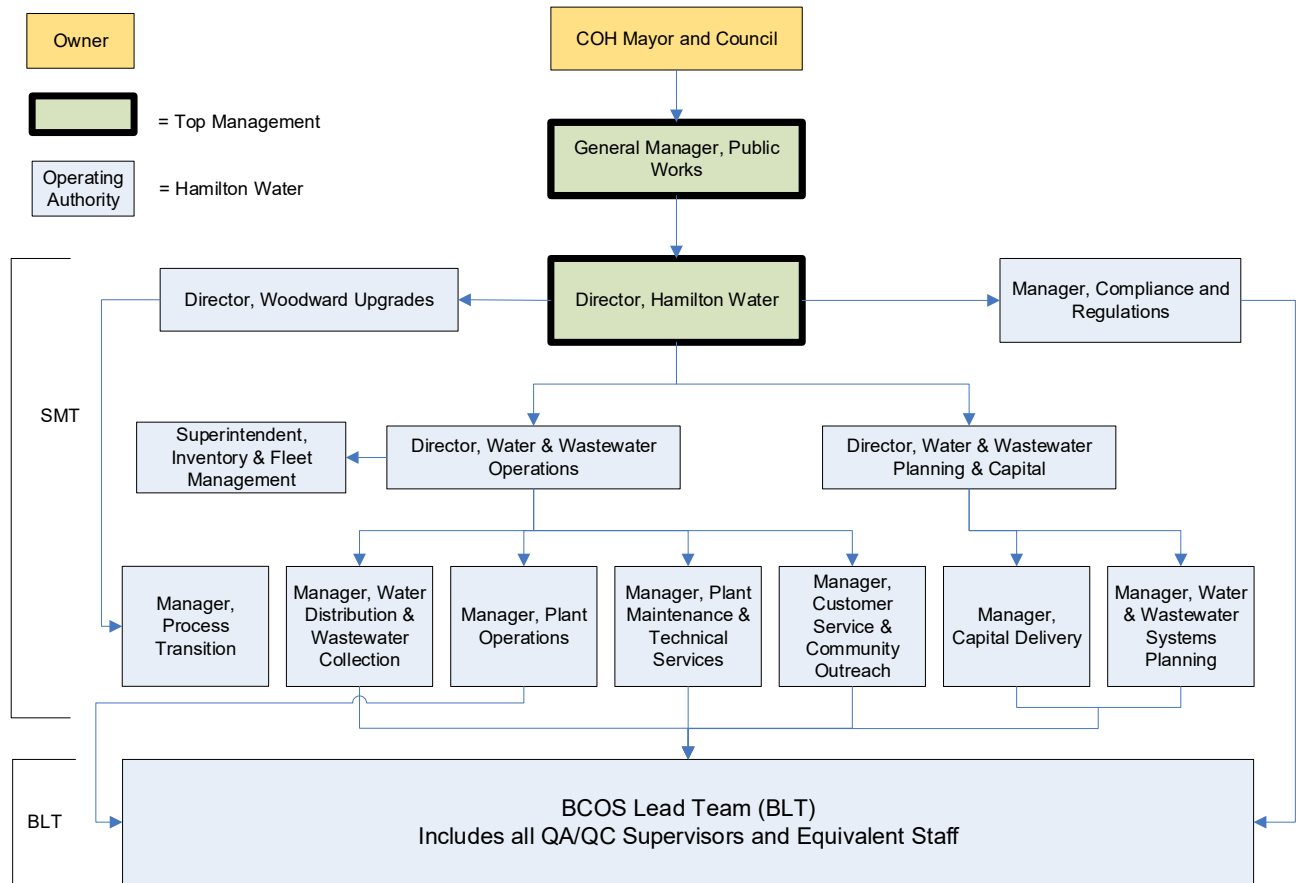 Owner
COH Mayor and Council
= Top Management
General Manager, Public
Works
Operating
Authority
= Hamilton Water
SMT
Director, Woodward Upgrades
Director, Hamilton Water
Manager, Compliance and
Regulations
Superintendent,
Inventory & Fleet
Management
Director, Water & Wastewater
Operations
Director, Water & Wastewater
Planning & Capital
Manager,
Process
Transition
Manager, Water
Distribution &
Wastewater
Collection
Manager, Plant
Operations
Manager, Plant
Maintenance &
Technical
Services
Manager,
Customer
Service &
Community
Outreach
Manager,
Capital Delivery
Manager, Water
& Wastewater
Systems
Planning
BLT
BCOS Lead Team (BLT)
Includes all QA/QC Supervisors and Equivalent Staff